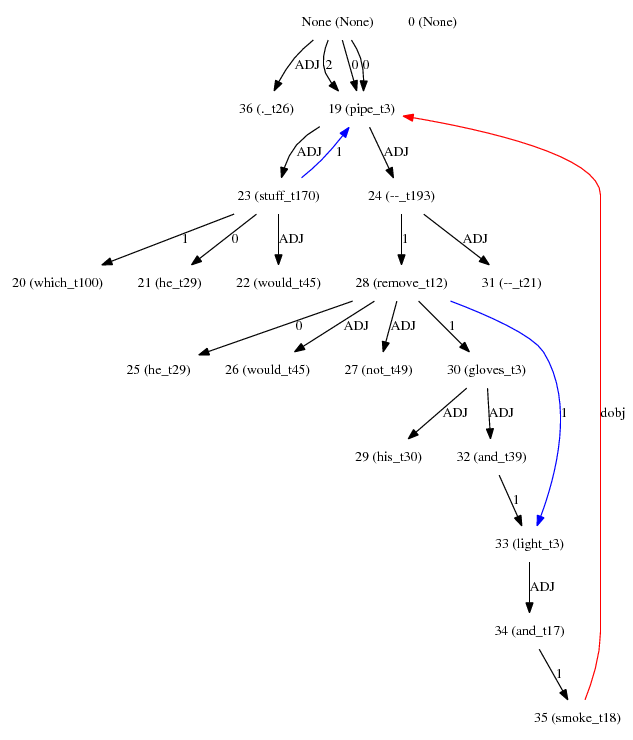 None (None) 0 (None)
ADJ 2 0 0
36 (._t26) 19 (pipe_t3)
ADJ 1 ADJ
23 (stuff_t170) 24 (--_t193)
1 0 ADJ 1 ADJ
20 (which_t100) 21 (he_t29) 22 (would_t45) 28 (remove_t12) 31 (--_t21)
0 ADJ ADJ 1
25 (he_t29) 26 (would_t45) 27 (not_t49) 30 (gloves_t3)
ADJ ADJ 1 dobj
29 (his_t30) 32 (and_t39)
1
33 (light_t3)
ADJ
34 (and_t17)
1
35 (smoke_t18)